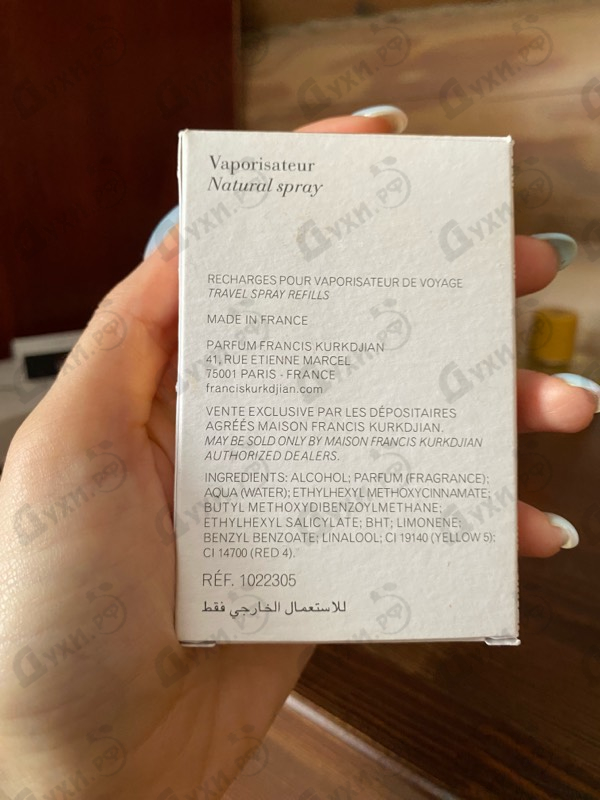 Vaporisateur
Natural spray
RECHARGES POUR VAPORISATEUR DE VOYAGE
TRAVEL SPRAY REFILLS
MADE IN FRANCE
PARFUM FRANCIS KURKDJIAN
41, RUE ETIENNE MARCEL
75001 PARIS - FRANCE
franciskurkdjian.com
VENTE EXCLUSIVE PAR LES DÉPOSITAIRES
AGRÉÉS MAISON FRANCIS KURKDJIAN.
MAY BE SOLD ONLY BY MAISON FRANCIS KURKDJIAN
AUTHORIZED DEALERS.
INGREDIENTS: ALCOHOL; PARFUM (FRAGRANCE);
AQUA (WATER); ETHYLHEXYL METHOXYCINNAMATE;
BUTYL METHOXYDIBENZOYLMETHANE;
ETHYLHEXYL SALICYLATE; BHT; LIMONENE;
BENZYL BENZOATE; LINALOOL; CI 19140 (YELLOW 5);
CI 14700 (RED 4).
RÉF. 1022305
للاستعمال الخارجي فقط
Духи.РФ